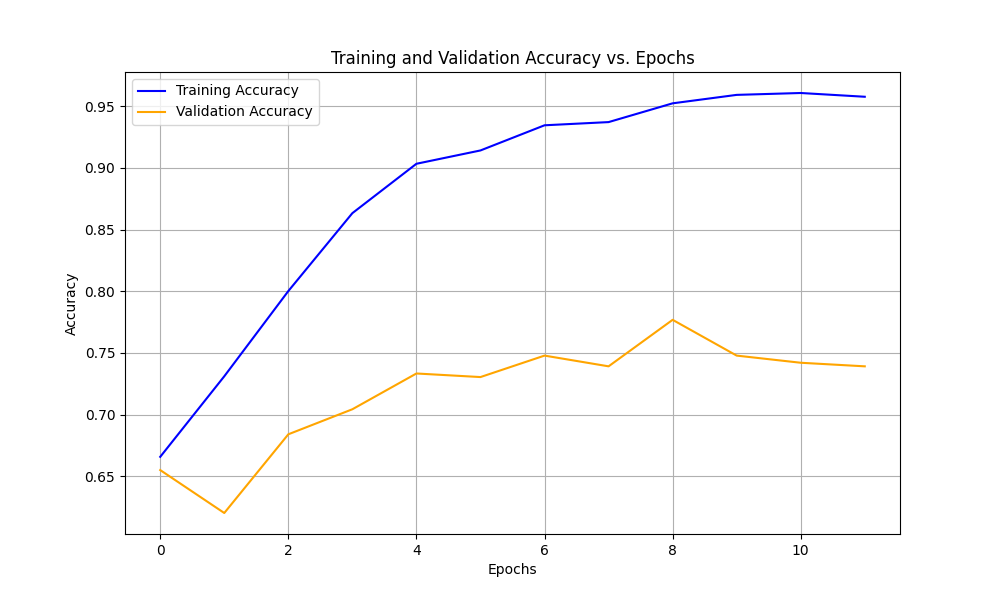 Training and Validation Accuracy vs. Epochs
Training Accuracy
Validation Accuracy
Accuracy
0.95
0.90
0.85
0.80
0.75
0.70
0.65
0 2 4 6 8 10
Epochs